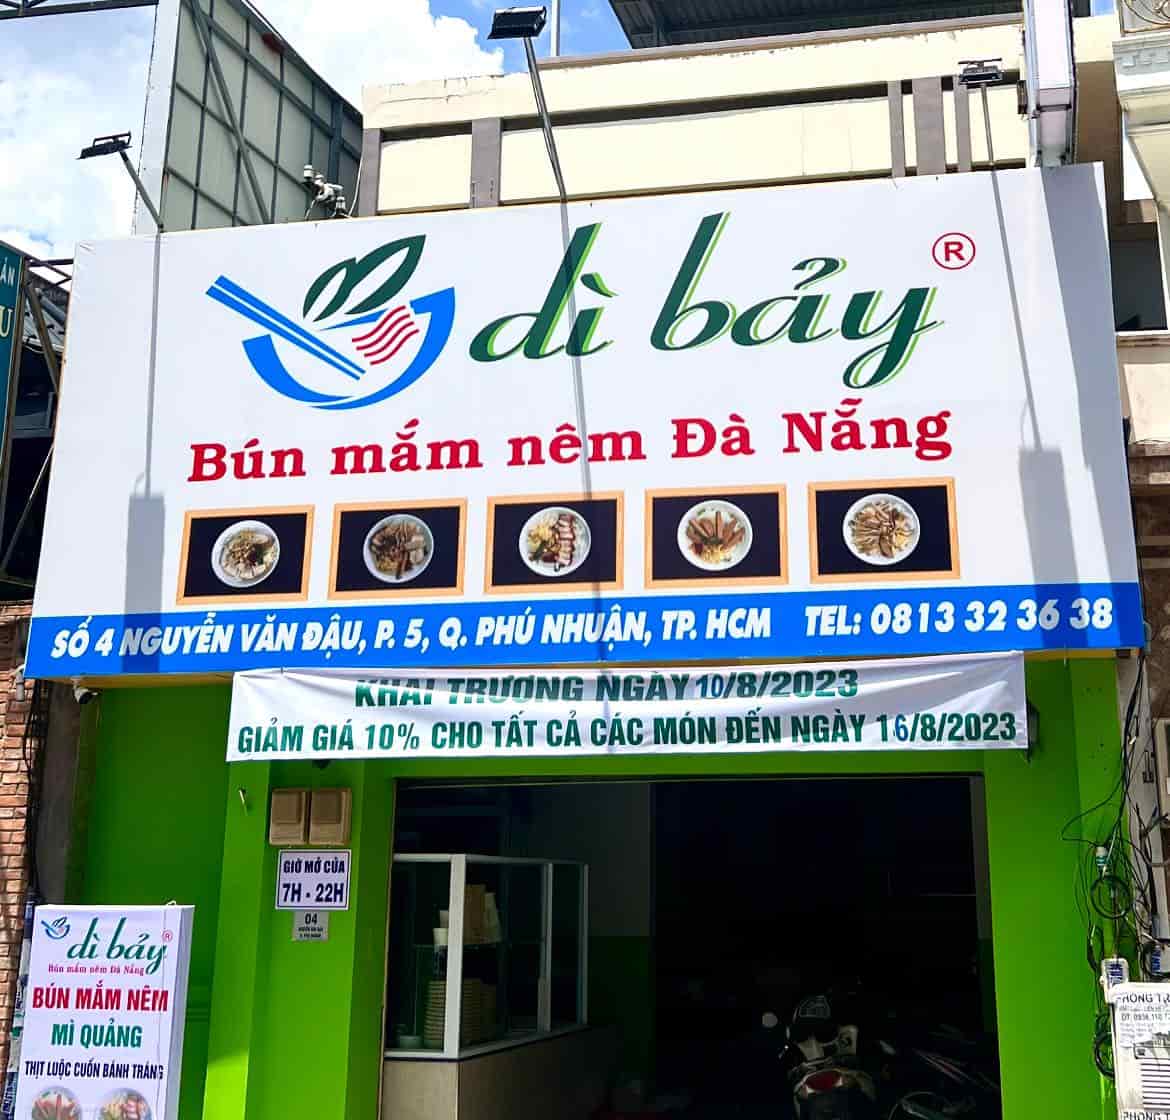 dì bảy ®
Bún mắm nêm Đà Nẵng
SỐ 4 NGUYỄN VĂN ĐẬU, P. 5, Q. PHÚ NHUẬN, TP. HCM TEL: 0813 32 36 38
KHAI TRƯƠNG NGÀY 10/8/2023
GIẢM GIÁ 10% CHO TẤT CẢ CÁC MÓN ĐẾN NGÀY 16/8/2023
GIỜ MỞ CỬA
7H - 22H
04
dì bảy ®
Bún mắm nêm Đà Nẵng
BÚN MẮM NÊM
MÌ QUẢNG
THỊT LUỘC CUỐN BÁNH TRÁNG